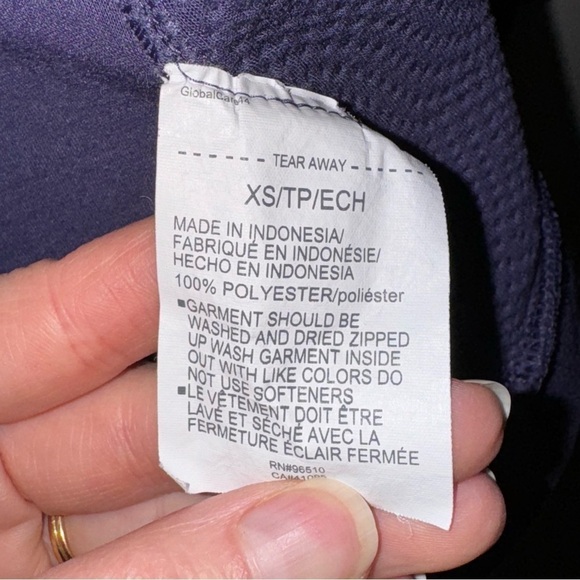 TEAR AWAY
XS/TP/ECH
MADE IN INDONESIA/
FABRIQUÉ EN INDONÉSIE/
HECHO EN INDONESIA
100% POLYESTER/poliéster
▪GARMENT SHOULD BE
WASHED AND DRIED ZIPPED
UP WASH GARMENT INSIDE
OUT WITH LIKE COLORS DO
NOT USE SOFTENERS
▪LE VÊTEMENT DOIT ÊTRE
LAVÉ ET SÉCHÉ AVEC LA
FERMETURE ÉCLAIR FERMÉE
RN#96510